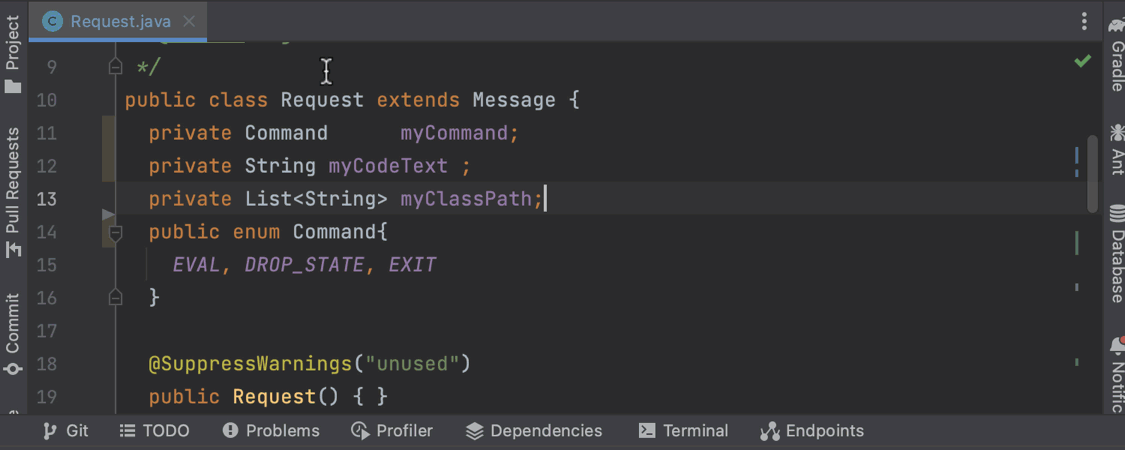 Request.java
Project
Pull Requests
Commit
9 */
10 public class Request extends Message {
11 private Command      myCommand;
12 private String myCodeText ;
13 private List<String> myClassPath;
14 public enum Command{
15 EVAL, DROP_STATE, EXIT
16 }
17
18 @SuppressWarnings("unused")
19 public Request() { }
Gradle
Ant
Database
Notific
Git TODO Problems Profiler Dependencies Terminal Endpoints